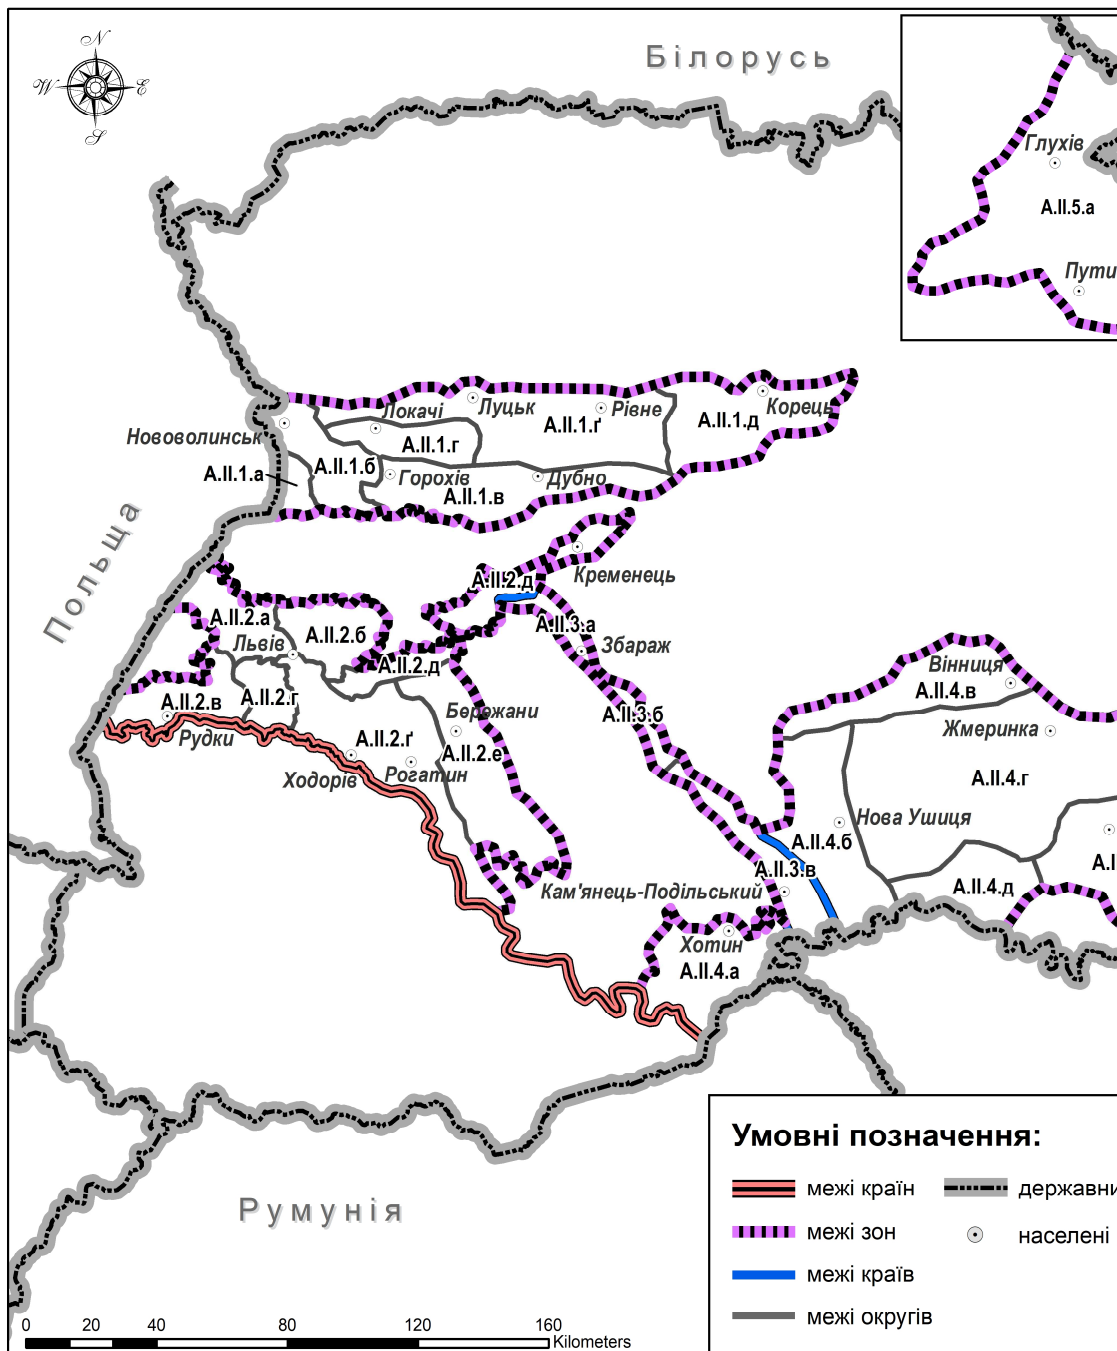 N
W
E
S
Білорусь
Глухів
А.ІІ.5.а
Пути
Локачі
Луцьк
Рівне
Корець
Нововолинськ
А.ІІ.1.г
А.ІІ.1.ґ
А.ІІ.1.д
А.ІІ.1.а
А.ІІ.1.б
Горохів
А.ІІ.1.в
Дубно
Польща
А.ІІ.2.д
Кременець
А.ІІ.2.а
А.ІІ.2.б
Львів
А.ІІ.3.а
Збараж
А.ІІ.2.д
А.ІІ.2.в
А.ІІ.2.г
Рудки
Бережани
А.ІІ.3.б
Вінниця
А.ІІ.4.в
Жмеринка
А.ІІ.2.ґ
А.ІІ.2.е
Ходорів
Рогатин
А.ІІ.4.г
Нова Ушиця
А.ІІ.4.б
А.І
Кам'янець-Подільський
А.ІІ.3.в
А.ІІ.4.д
Хотин
А.ІІ.4.а
Румунія
Умовні позначення:
межі країн
державни
межі зон
населені
межі країв
межі округів
0 20 40 80 120 160
Kilometers